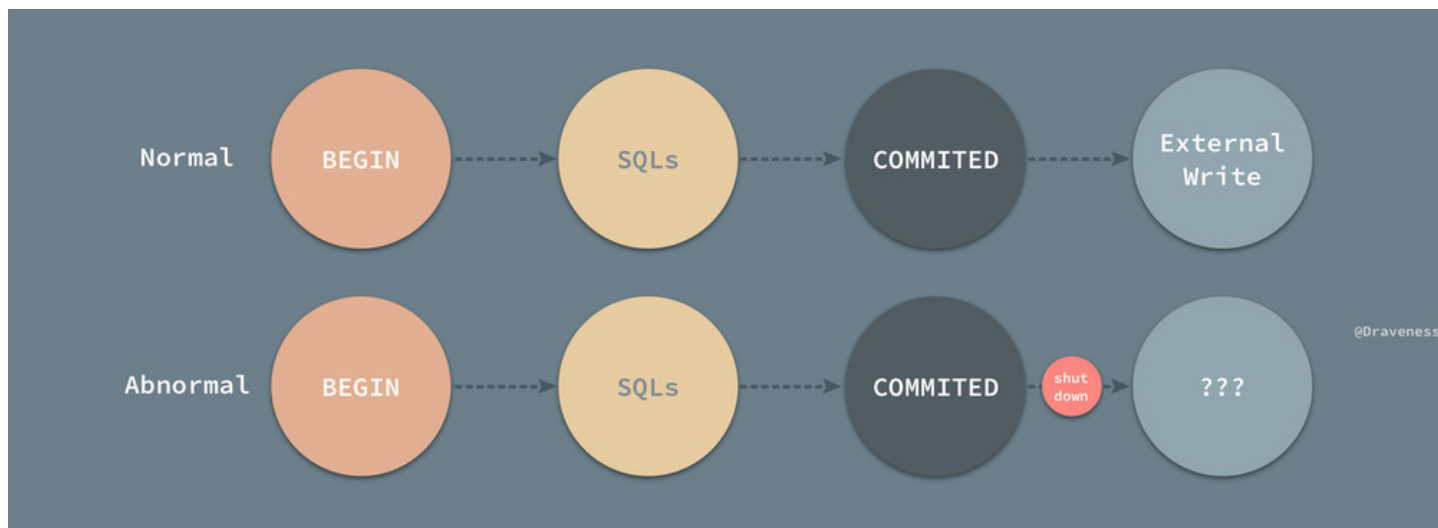 Normal
BEGIN
SQLs
COMMITED
External
Write
Abnormal
BEGIN
SQLs
COMMITED
shut
down
???
@Draveness